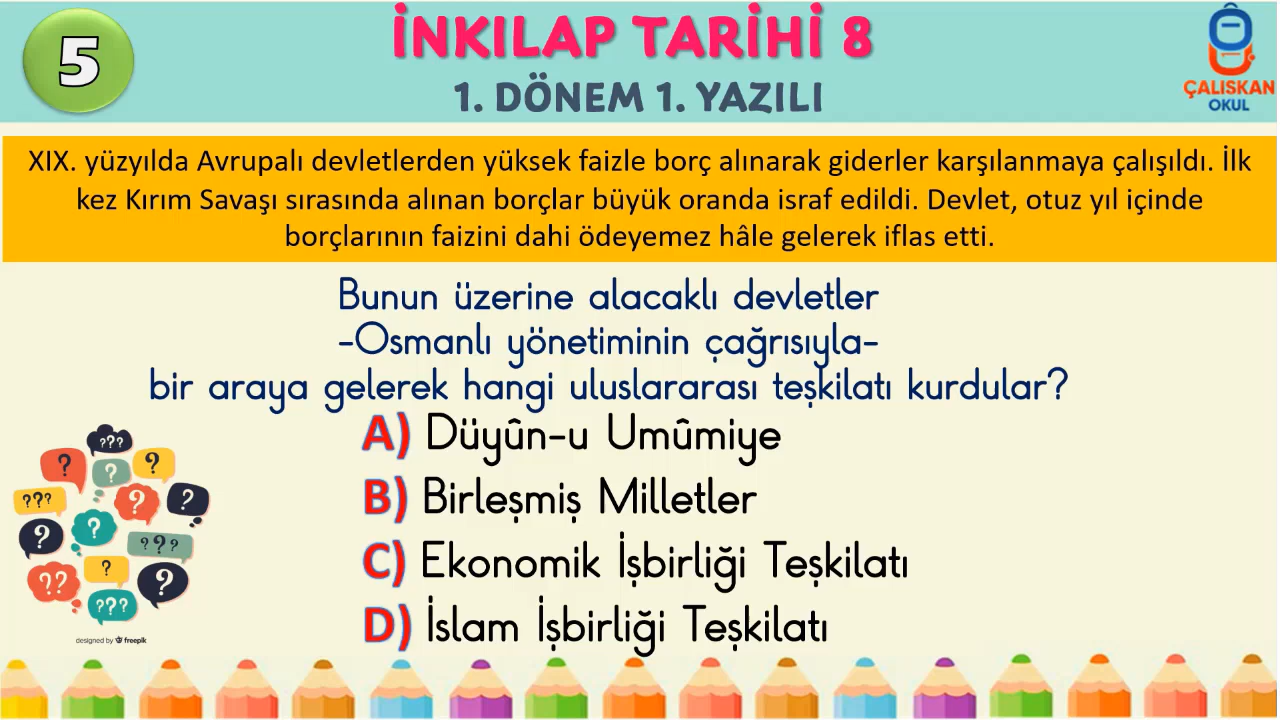 5
İNKILAP TARİHİ 8
1. DÖNEM 1. YAZILI
ÇALISKAN
OKUL
XIX. yüzyılda Avrupalı devletlerden yüksek faizle borç alınarak giderler karşılanmaya çalışıldı. İlk
kez Kırım Savaşı sırasında alınan borçlar büyük oranda israf edildi. Devlet, otuz yıl içinde
borçlarının faizini dahi ödeyemez hâle gelerek iflas etti.
Bunun üzerine alacaklı devletler
-Osmanlı yönetiminin çağrısıyla-
bir araya gelerek hangi uluslararası teşkilatı kurdular?
A) Düyûn-u Umûmiye
B) Birleşmiş Milletler
C) Ekonomik İşbirliği Teşkilatı
D) İslam İşbirliği Teşkilatı
???
?
?
?
???
?
?
?
?
???
??
?
?
???
designed by freepik